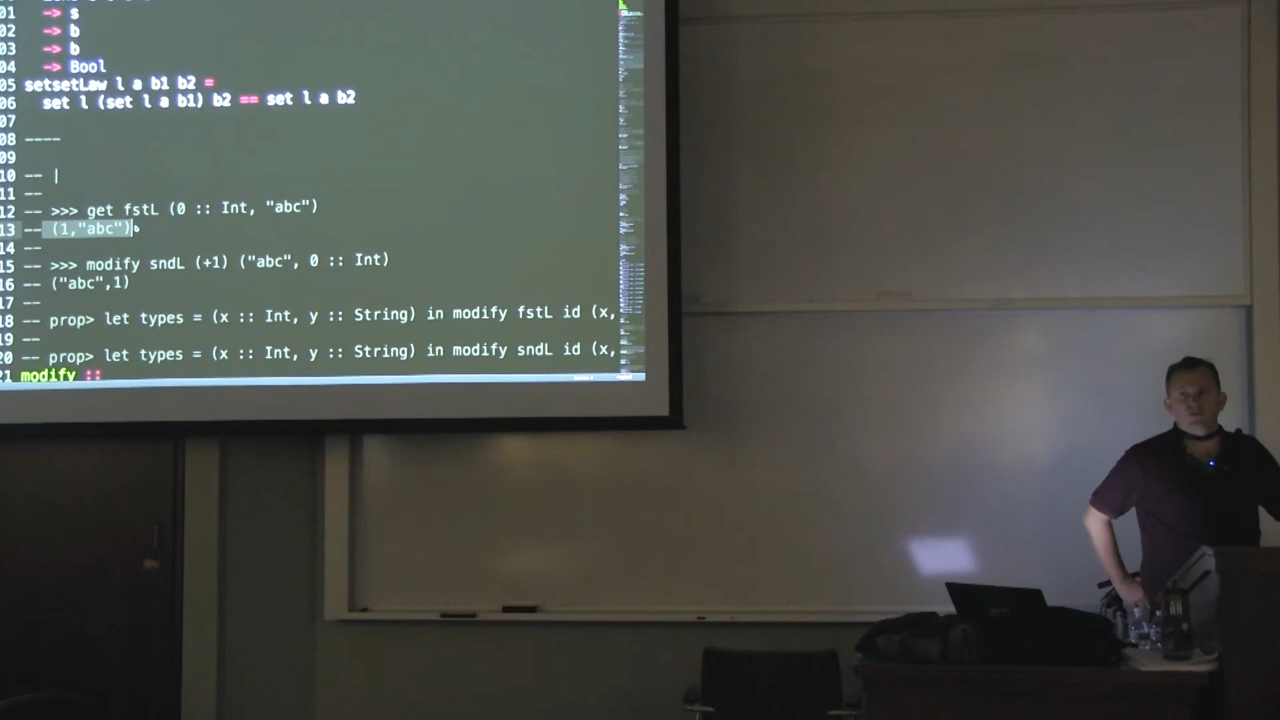 01 -> s
02 -> b
03 -> b
04 -> Bool
05 setsetLaw l a b1 b2 =
06 set l (set l a b1) b2 == set l a b2
07
08 ----
09
10 -- |
11 --
12 -- >>> get fstL (0 :: Int, "abc")
13 -- (1,"abc")
14 --
15 -- >>> modify sndL (+1) ("abc", 0 :: Int)
16 -- ("abc",1)
17 --
18 -- prop> let types = (x :: Int, y :: String) in modify fstL id (x,
19 --
20 -- prop> let types = (x :: Int, y :: String) in modify sndL id (x,
21 modify ::